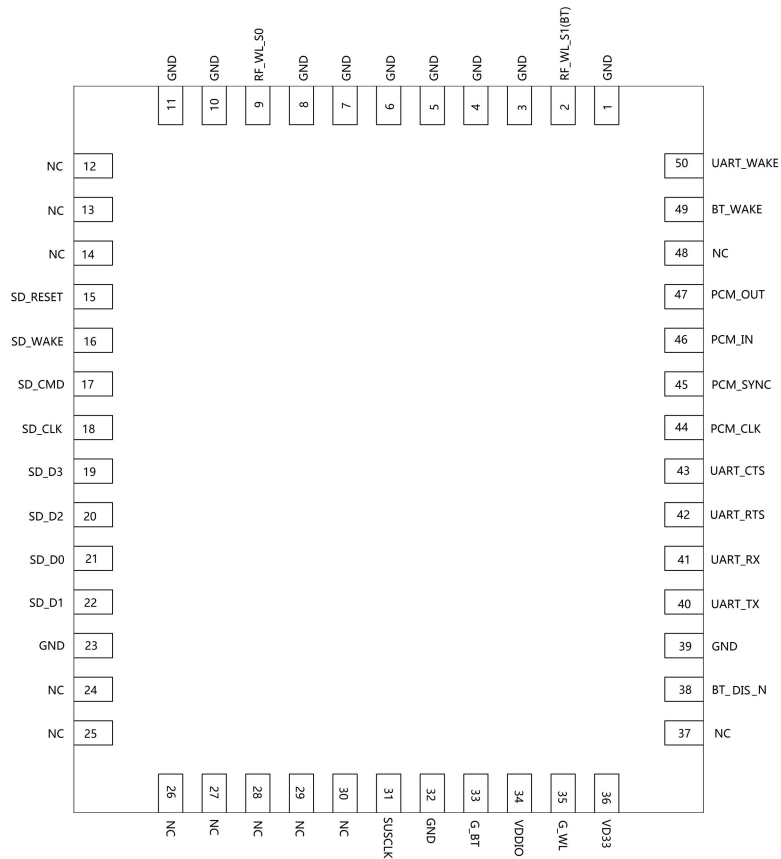 GND
GND
RF_WL_S0
GND
GND
GND
GND
GND
GND
RF_WL_S1(BT)
GND
11
10
9
8
7
6
5
4
3
2
1
NC 12
50 UART_WAKE
NC 13
49 BT_WAKE
NC 14
48 NC
SD_RESET 15
47 PCM_OUT
SD_WAKE 16
46 PCM_IN
SD_CMD 17
45 PCM_SYNC
SD_CLK 18
44 PCM_CLK
SD_D3 19
43 UART_CTS
SD_D2 20
42 UART_RTS
SD_D0 21
41 UART_RX
SD_D1 22
40 UART_TX
GND 23
39 GND
NC 24
38 BT_DIS_N
NC 25
37 NC
26
27
28
29
30
31
32
33
34
35
36
NC
NC
NC
NC
NC
SUSCLK
GND
G_BT
VDDIO
G_WL
VD33